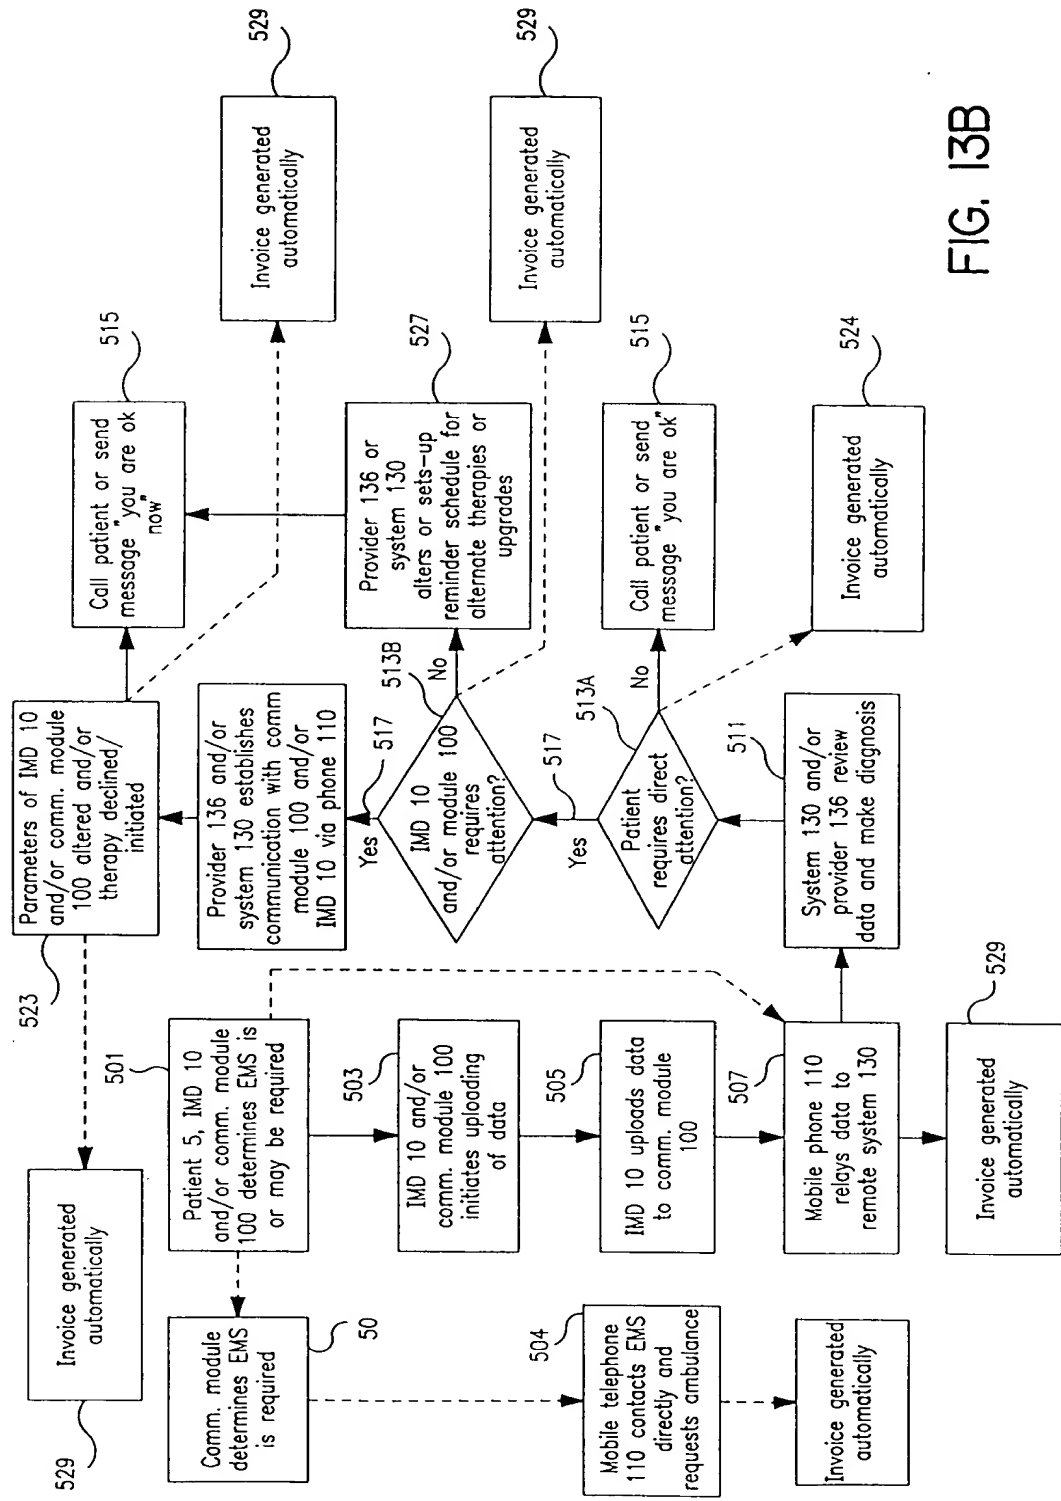 529
Invoice generated
automatically
523
Parameters of IMD 10
and/or comm. module
100 altered and/or
therapy declined/
initiated
Call patient or send
message "you are ok
now"
515
Invoice generated
automatically
529
Comm. module
determines EMS
is required
50
501
Patient 5, IMD 10
and/or comm. module
100 determines EMS is
or may be required
Provider 136 and/or
system 130 establishes
communication with comm
module 100 and/or
IMD 10 via phone 110
Yes
517
503
IMD 10 and/or
comm. module 100
initiates uploading
of data
IMD 10
and/or module 100
requires
attention?
513B
No
Provider 136 or
system 130
alters or sets-up
reminder schedule for
alternate therapies or
upgrades
527
Invoice generated
automatically
529
504
Mobile telephone
110 contacts EMS
directly and
requests ambulance
505
IMD 10 uploads data
to comm. module
100
Yes
517
Patient
requires direct
attention?
513A
No
Call patient or send
message "you are ok"
515
507
Mobile phone 110
relays data to
remote system 130
System 130 and/or
provider 136 review
data and make diagnosis
511
Invoice generated
automatically
524
Invoice generated
automatically
Invoice generated
automatically
529
FIG. 13B